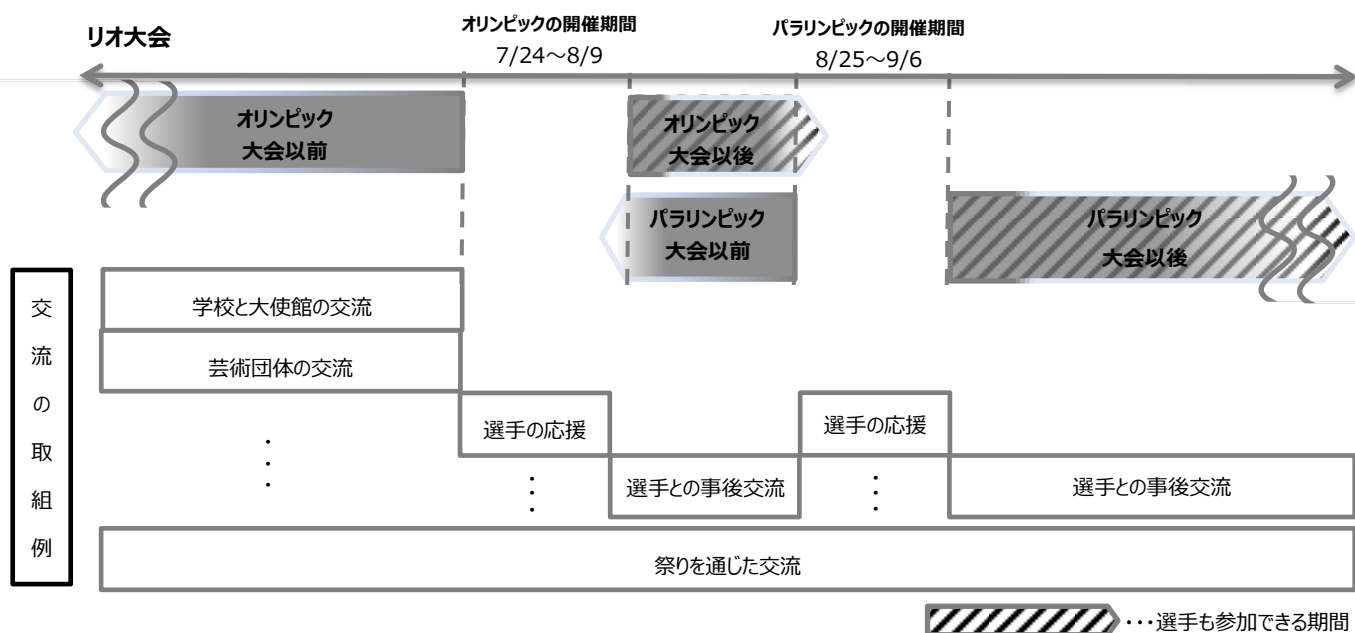 リオ大会
オリンピックの開催期間
7/24～8/9
パラリンピックの開催期間
8/25～9/6
オリンピック
大会以前
オリンピック
大会以後
パラリンピック
大会以前
パラリンピック
大会以後
交流の取組例
学校と大使館の交流
芸術団体の交流
選手の応援
選手の応援
選手との事後交流
選手との事後交流
祭りを通じた交流
・・・選手も参加できる期間